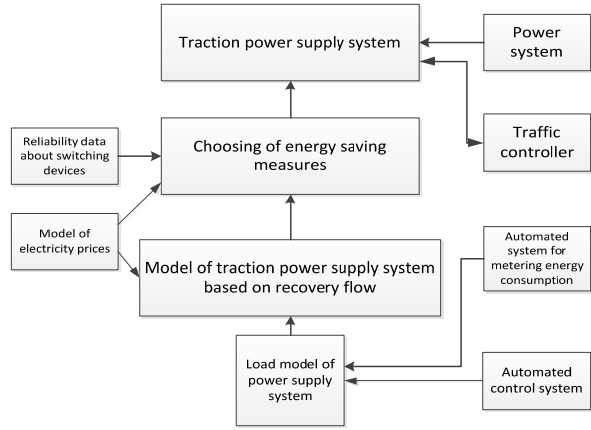 Traction power supply system
Power
system
Traffic
controller
Choosing of energy saving
measures
Reliability data
about switching
devices
Model of
electricity prices
Model of traction power supply system
based on recovery flow
Automated
system for
metering energy
consumption
Load model of
power supply
system
Automated
control system